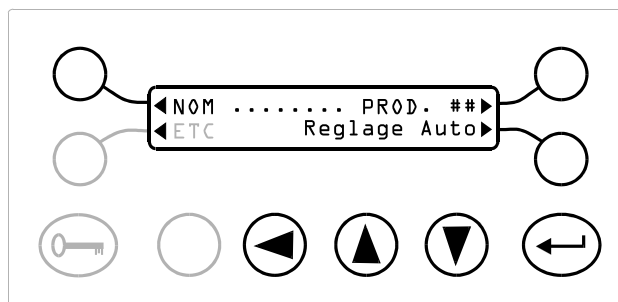 NOM ........ PROD. ##
ETC Reglage Auto